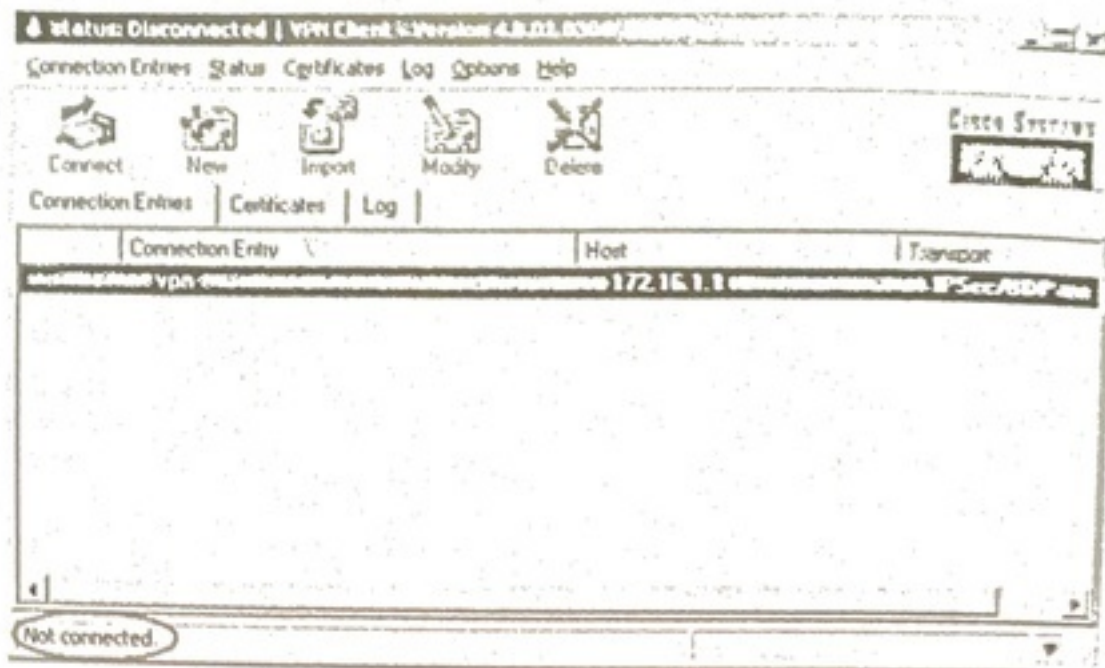 Status: Disconnected | VPN Client - Version
Connection Entries Status Certificates Log Options Help
Connect New Import Modify Delete
CISCO SYSTEMS
Connection Entries Certificates Log
Connection Entry Host Transport
vpn 172.16.1.1 IPSec/UDP
Not connected.